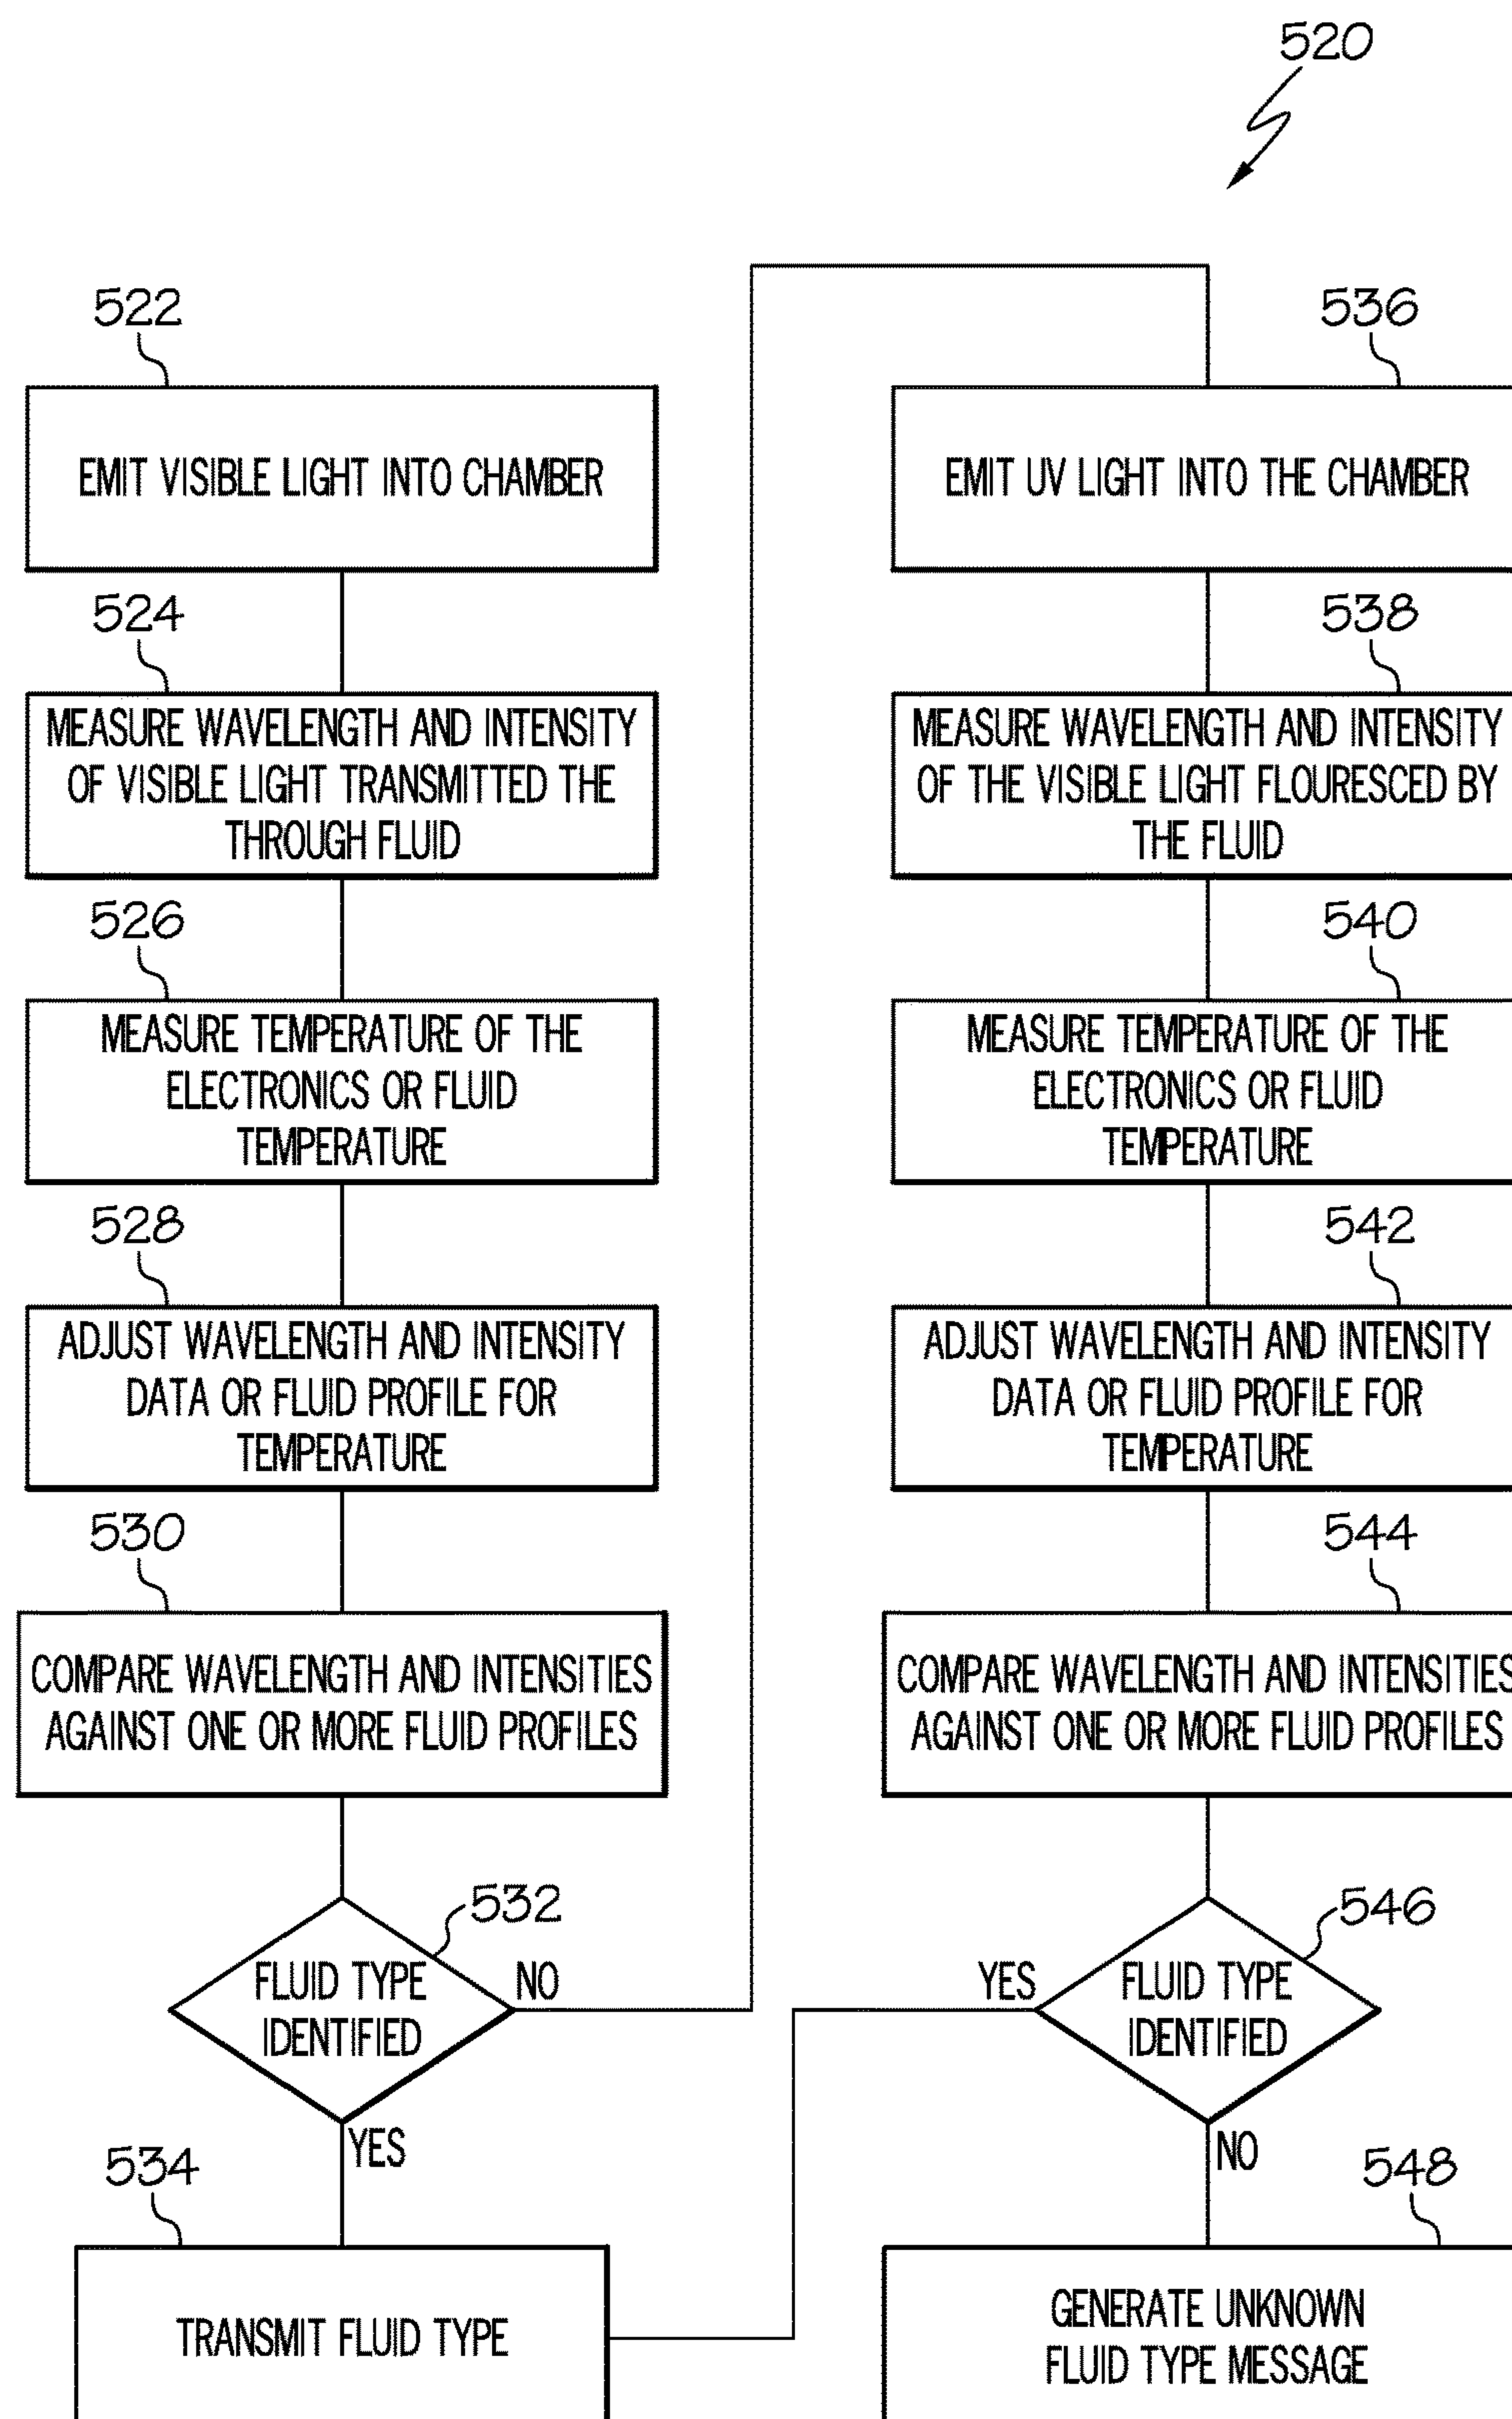 520
522
EMIT VISIBLE LIGHT INTO CHAMBER
524
MEASURE WAVELENGTH AND INTENSITY
OF VISIBLE LIGHT TRANSMITTED THE
THROUGH FLUID
526
MEASURE TEMPERATURE OF THE
ELECTRONICS OR FLUID
TEMPERATURE
528
ADJUST WAVELENGTH AND INTENSITY
DATA OR FLUID PROFILE FOR
TEMPERATURE
530
COMPARE WAVELENGTH AND INTENSITIES
AGAINST ONE OR MORE FLUID PROFILES
532
FLUID TYPE
IDENTIFIED
NO
YES
534
TRANSMIT FLUID TYPE
536
EMIT UV LIGHT INTO THE CHAMBER
538
MEASURE WAVELENGTH AND INTENSITY
OF THE VISIBLE LIGHT FLOURESCED BY
THE FLUID
540
MEASURE TEMPERATURE OF THE
ELECTRONICS OR FLUID
TEMPERATURE
542
ADJUST WAVELENGTH AND INTENSITY
DATA OR FLUID PROFILE FOR
TEMPERATURE
544
COMPARE WAVELENGTH AND INTENSITIES
AGAINST ONE OR MORE FLUID PROFILES
546
YES
FLUID TYPE
IDENTIFIED
NO
548
GENERATE UNKNOWN
FLUID TYPE MESSAGE